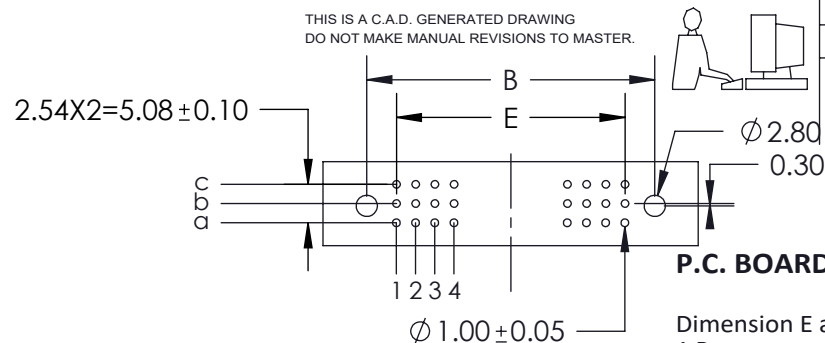 THIS IS A C.A.D. GENERATED DRAWING
DO NOT MAKE MANUAL REVISIONS TO MASTER.
B
2.54X2=5.08±0.10
E
Ø2.80
0.30
c
b
a
P.C. BOARD
1 2 3 4
Dimension E a
Ø1.00±0.05